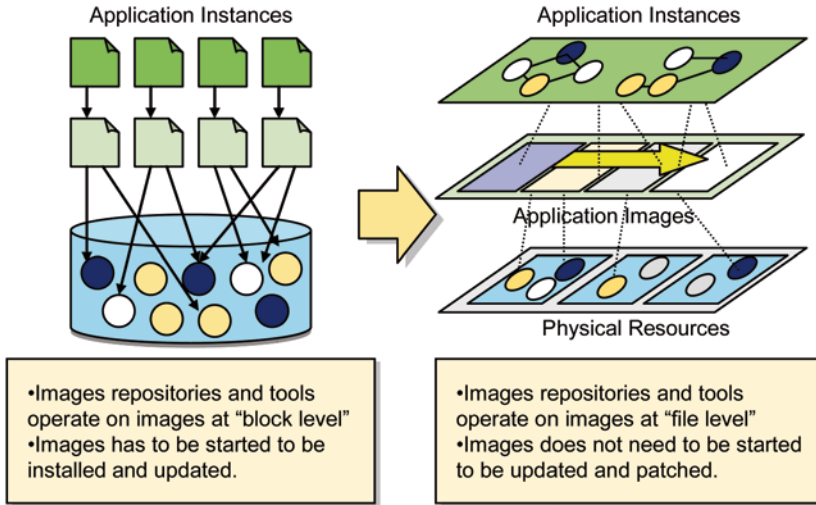 Application Instances
Application Instances
Application Images
Physical Resources
•Images repositories and tools
operate on images at “block level”
•Images has to be started to be
installed and updated.
•Images repositories and tools
operate on images at “file level”
•Images does not need to be started
to be updated and patched.